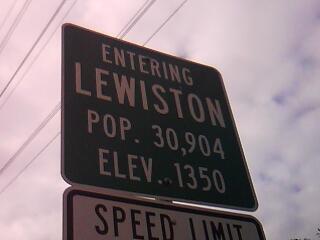 ENTERING
LEWISTON
POP. 30,904
ELEV. 1350
SPEED LIMIT